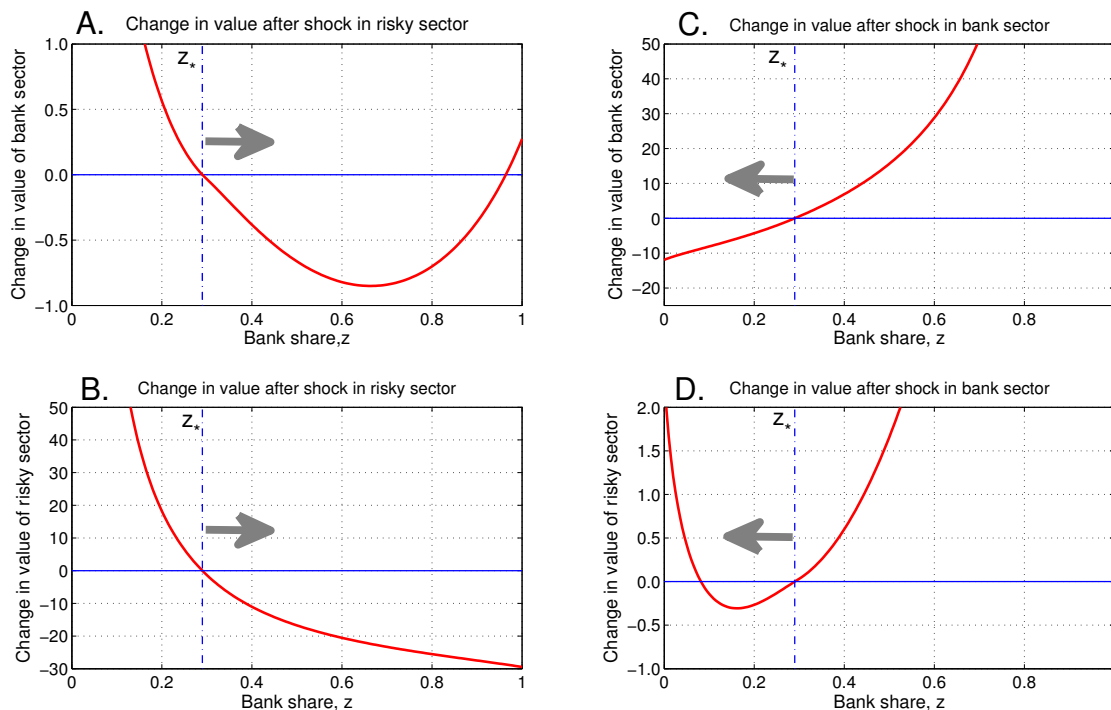 A. Change in value after shock in risky sector
Change in value of bank sector
1.0
0.5
0.0
−0.5
−1.0
z*
0 0.2 0.4 0.6 0.8 1
Bank share,z
B. Change in value after shock in risky sector
Change in value of risky sector
50
40
30
20
10
0
−10
−20
−30
z*
0 0.2 0.4 0.6 0.8 1
Bank share, z
C. Change in value after shock in bank sector
Change in value of bank sector
50
40
30
20
10
0
−10
−20
z*
0 0.2 0.4 0.6 0.8
Bank share, z
D. Change in value after shock in bank sector
Change in value of risky sector
2.0
1.5
1.0
0.5
0.0
−0.5
−1.0
z*
0 0.2 0.4 0.6 0.8
Bank share, z